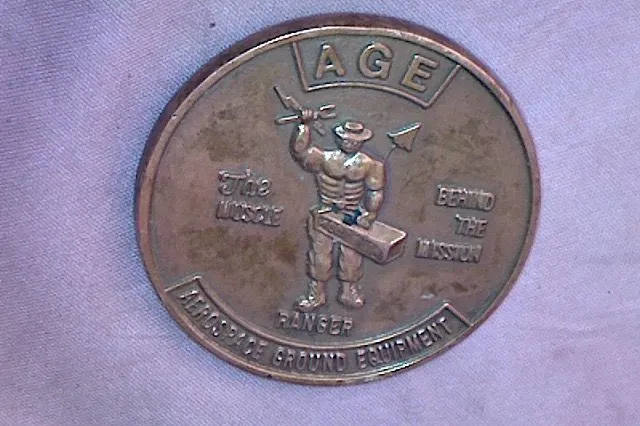 AGE
The
MUSCLE
BEHIND
THE
MISSION
RANGER
AEROSPACE GROUND EQUIPMENT